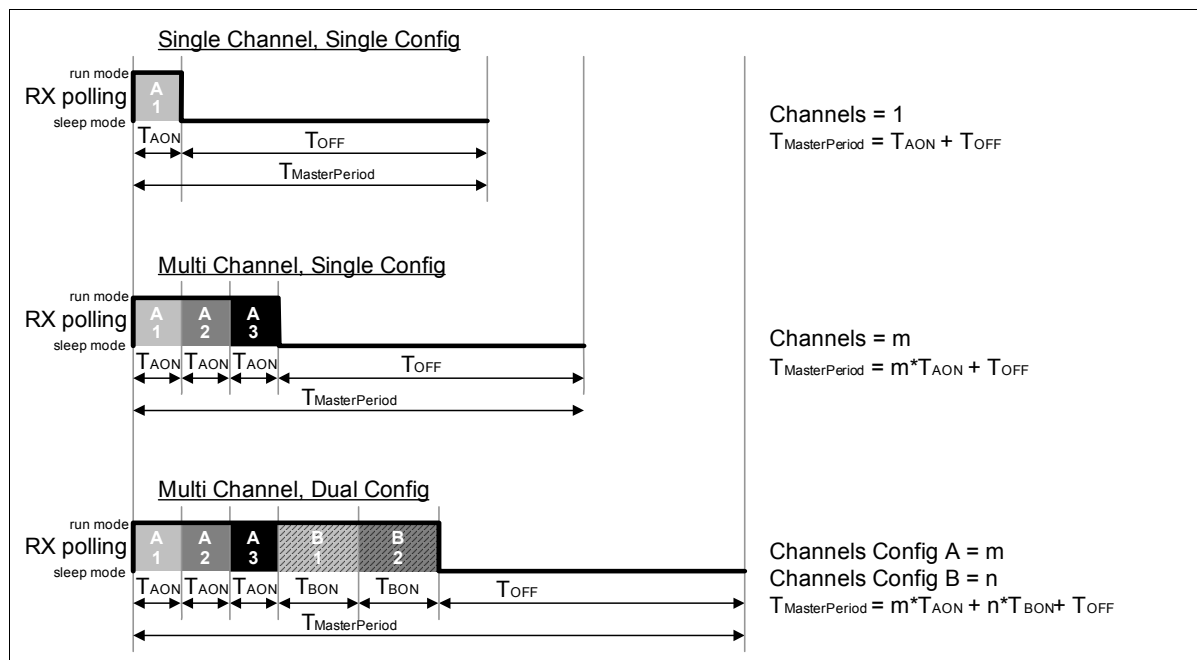 Single Channel, Single Config
run mode
RX polling
sleep mode
A
1
TAON
TOFF
TMasterPeriod
Channels = 1
TMasterPeriod = TAON + TOFF
Multi Channel, Single Config
run mode
RX polling
sleep mode
A A A
1 2 3
TAON TAON TAON TOFF
TMasterPeriod
Channels = m
TMasterPeriod = m*TAON + TOFF
Multi Channel, Dual Config
run mode
RX polling
sleep mode
A A A B B
1 2 3 1 2
TAON TAON TAON TBON TBON TOFF
TMasterPeriod
Channels Config A = m
Channels Config B = n
TMasterPeriod = m*TAON + n*TBON+ TOFF